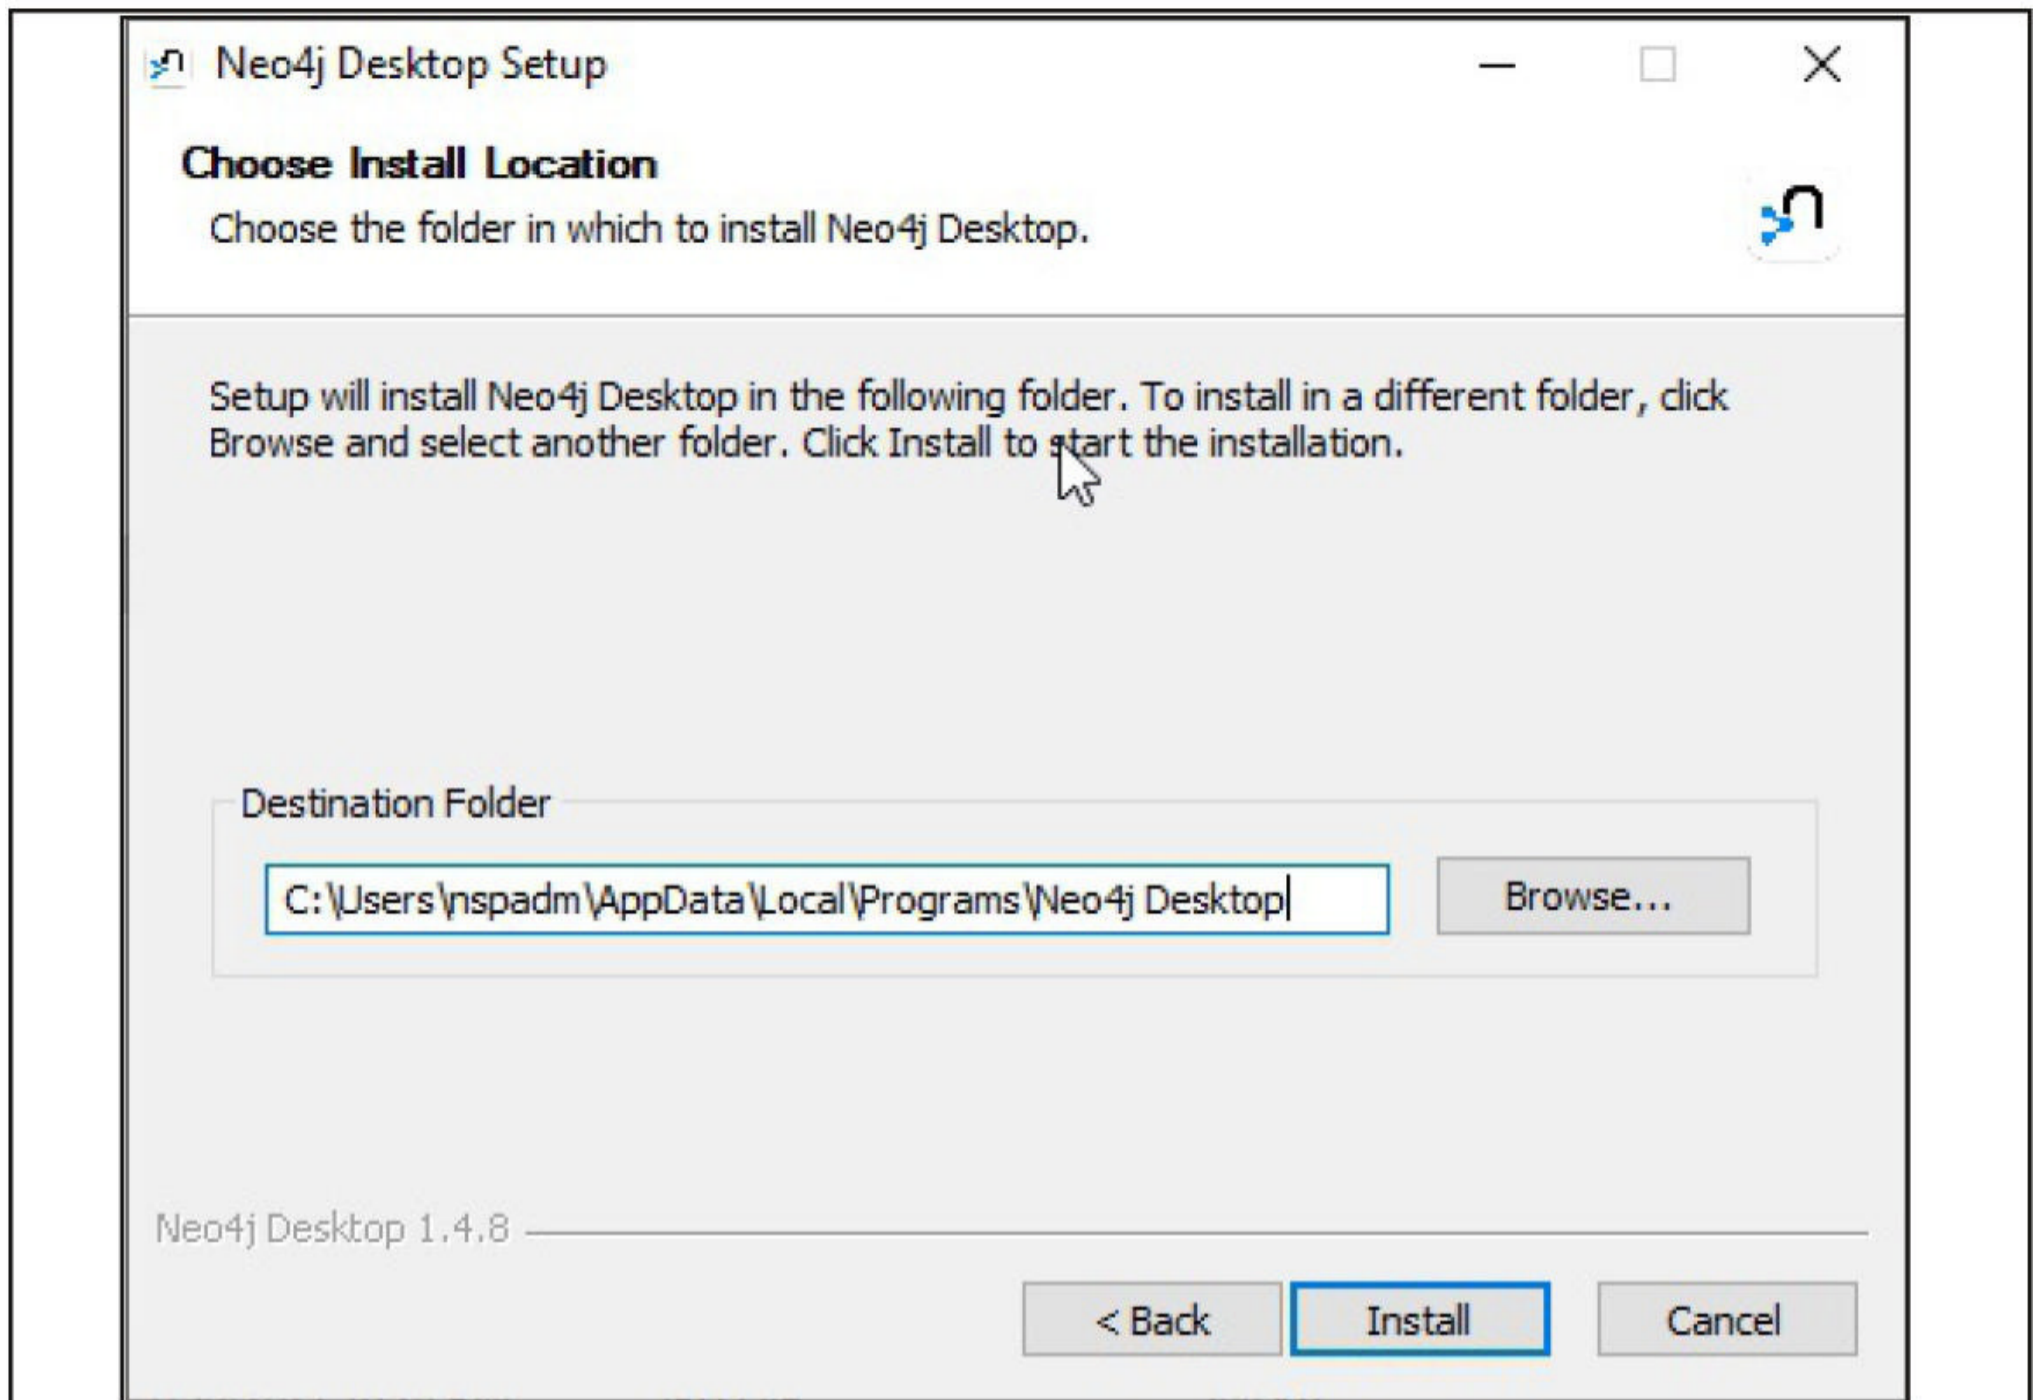 Neo4j Desktop Setup
Choose Install Location
Choose the folder in which to install Neo4j Desktop.
Setup will install Neo4j Desktop in the following folder. To install in a different folder, click
Browse and select another folder. Click Install to start the installation.
Destination Folder
C:\Users\nspadm\AppData\Local\Programs\Neo4j Desktop
Browse...
Neo4j Desktop 1.4.8
< Back
Install
Cancel